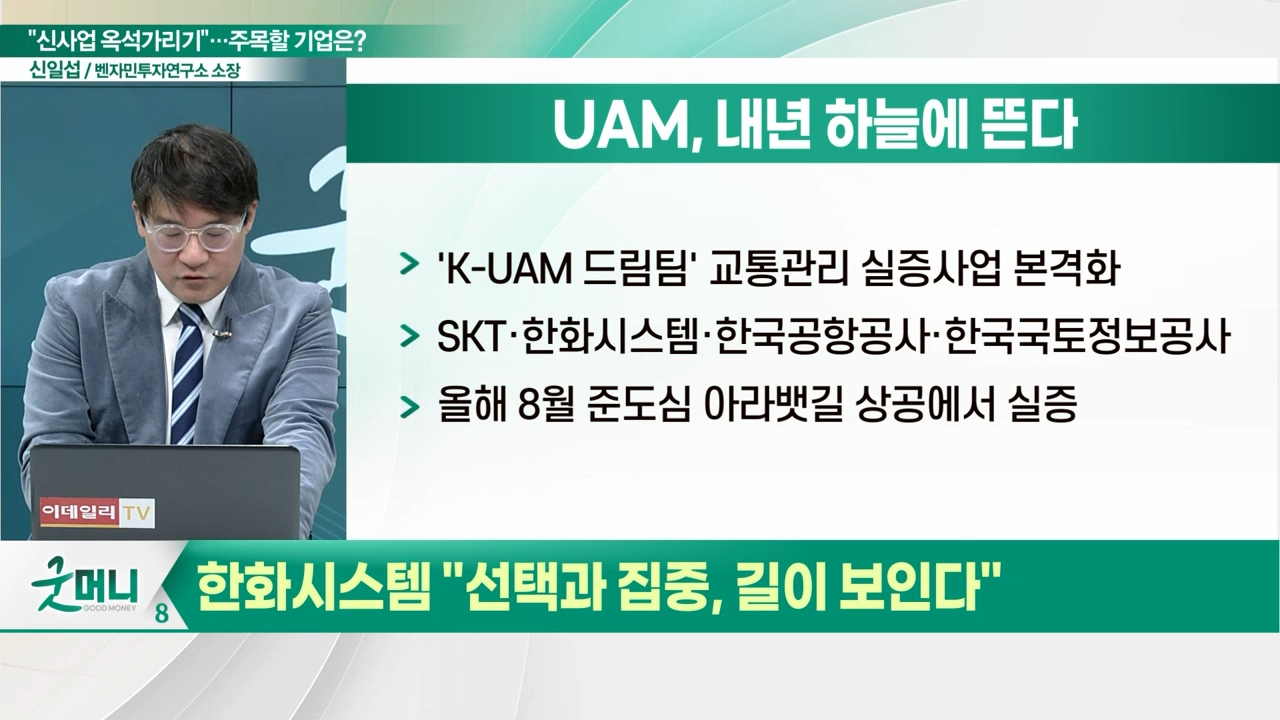 "신사업 옥석가리기"…주목할 기업은?
신일섭 / 벤자민투자연구소 소장
UAM, 내년 하늘에 뜬다
> 'K-UAM 드림팀' 교통관리 실증사업 본격화
> SKT·한화시스템·한국공항공사·한국국토정보공사
> 올해 8월 준도심 아라뱃길 상공에서 실증
이데일리 TV
굿머니
GOOD MONEY
8
한화시스템 "선택과 집중, 길이 보인다"